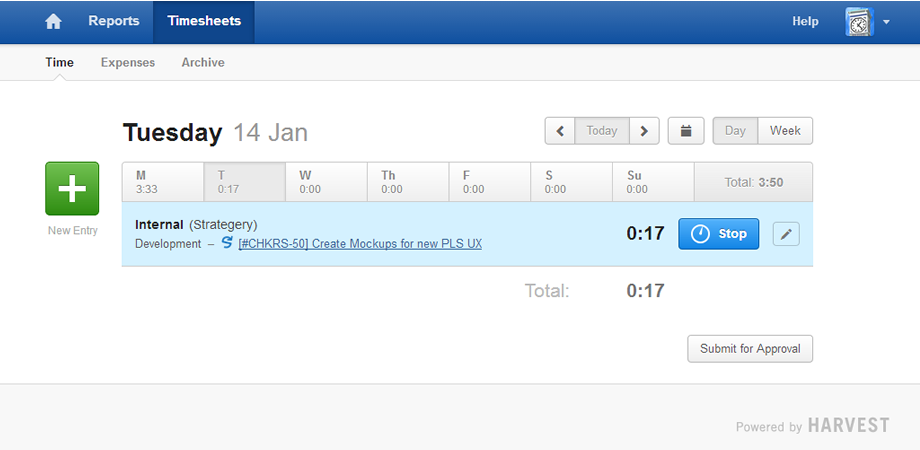 Reports Timesheets Help
Time Expenses Archive
Tuesday 14 Jan
Today Day Week
M T W Th F S Su Total: 3:50
3:33 0:17 0:00 0:00 0:00 0:00 0:00
New Entry
Internal (Strategery)
Development – [#CHKRS-50] Create Mockups for new PLS UX
0:17 Stop
Total: 0:17
Submit for Approval
Powered by HARVEST